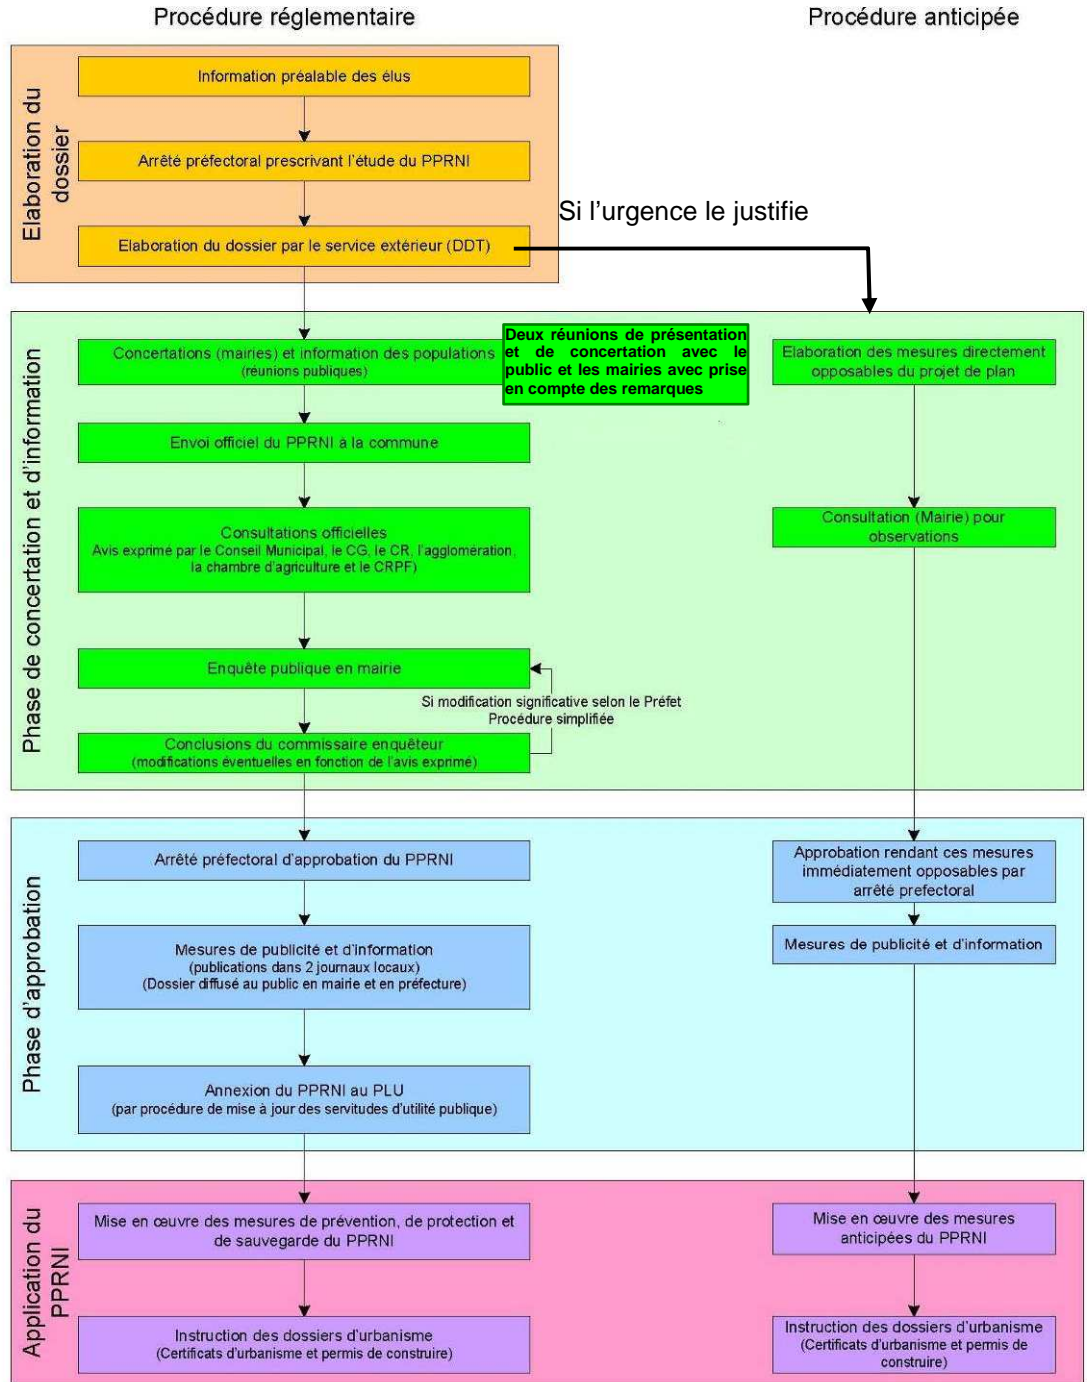 Procédure réglementaire
Procédure anticipée
Elaboration du
dossier
Information préalable des élus
Arrêté préfectoral prescrivant l'étude du PPRNI
Elaboration du dossier par le service extérieur (DDT)
Si l'urgence le justifie
Phase de concertation et d'information
Concertations (mairies) et information des populations
(réunions publiques)
Deux réunions de présentation
et de concertation avec le
public et les mairies avec prise
en compte des remarques
Elaboration des mesures directement
opposables du projet de plan
Envoi officiel du PPRNI à la commune
Consultations officielles
Avis exprimé par le Conseil Municipal, le CG, le CR, l'agglomération,
la chambre d'agriculture et le CRPF)
Consultation (Mairie) pour
observations
Enquête publique en mairie
Si modification significative selon le Préfet
Procédure simplifiée
Conclusions du commissaire enquêteur
(modifications éventuelles en fonction de l'avis exprimé)
Phase d'approbation
Arrêté préfectoral d'approbation du PPRNI
Approbation rendant ces mesures
immédiatement opposables par
arrêté prefectoral
Mesures de publicité et d'information
(publications dans 2 journaux locaux)
(Dossier diffusé au public en mairie et en préfecture)
Mesures de publicité et d'information
Annexion du PPRNI au PLU
(par procédure de mise à jour des servitudes d'utilité publique)
Application du
PPRNI
Mise en œuvre des mesures de prévention, de protection et
de sauvegarde du PPRNI
Mise en œuvre des mesures
anticipées du PPRNI
Instruction des dossiers d'urbanisme
(Certificats d'urbanisme et permis de construire)
Instruction des dossiers d'urbanisme
(Certificats d'urbanisme et permis de
construire)